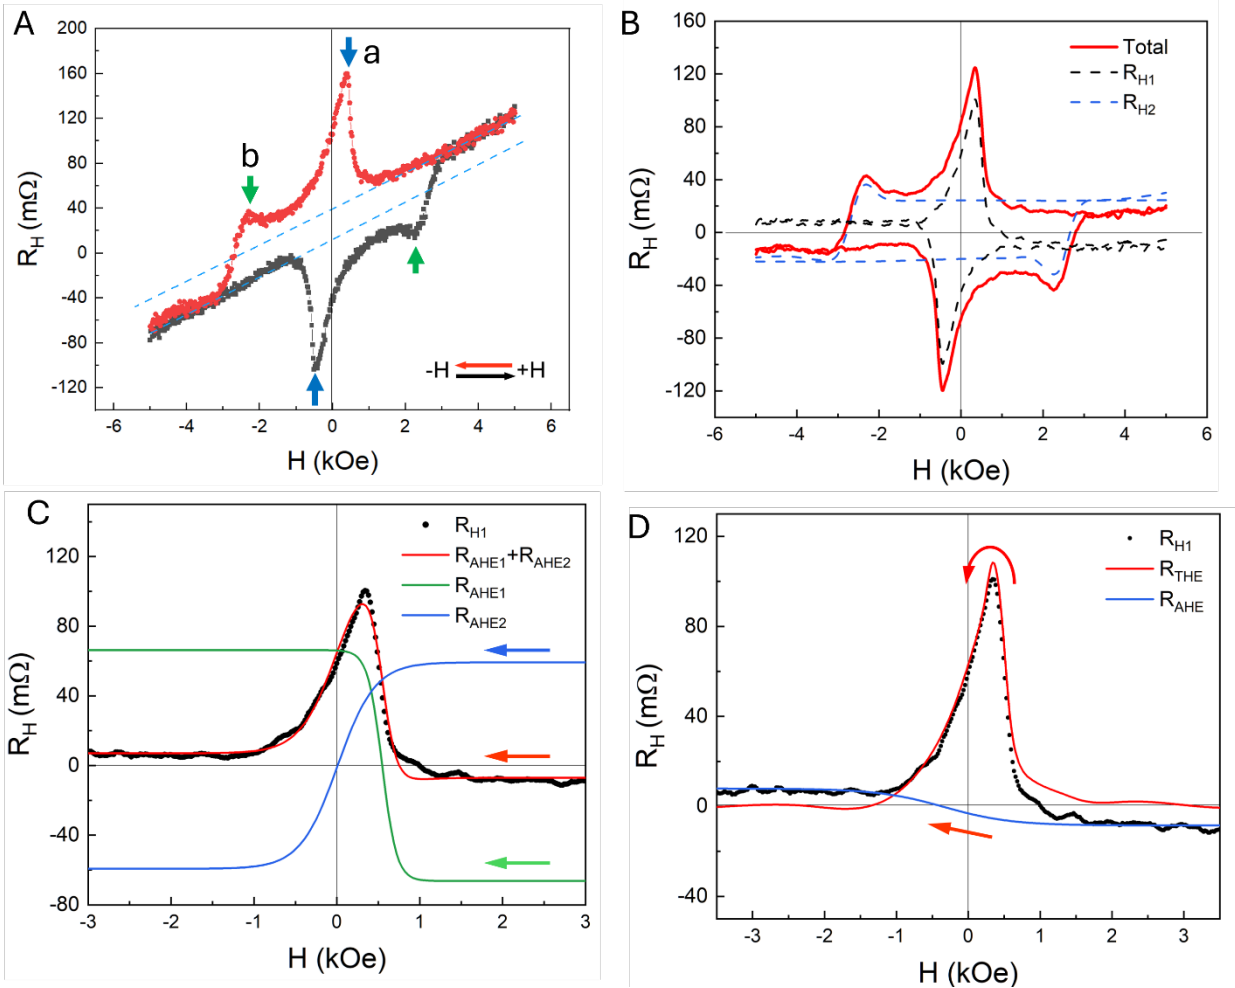 A
200
160
120
80
40
0
-40
-80
-120
R_H (mΩ)
a
b
-H +H
-6 -4 -2 0 2 4 6
H (kOe)
B
160
120
80
40
0
-40
-80
-120
R_H (mΩ)
Total
R_H1
R_H2
-6 -4 -2 0 2 4 6
H (kOe)
C
120
80
40
0
-40
-80
R_H (mΩ)
R_H1
R_AHE1+R_AHE2
R_AHE1
R_AHE2
-3 -2 -1 0 1 2 3
H (kOe)
D
120
80
40
0
-40
R_H (mΩ)
R_H1
R_THE
R_AHE
-3 -2 -1 0 1 2 3
H (kOe)